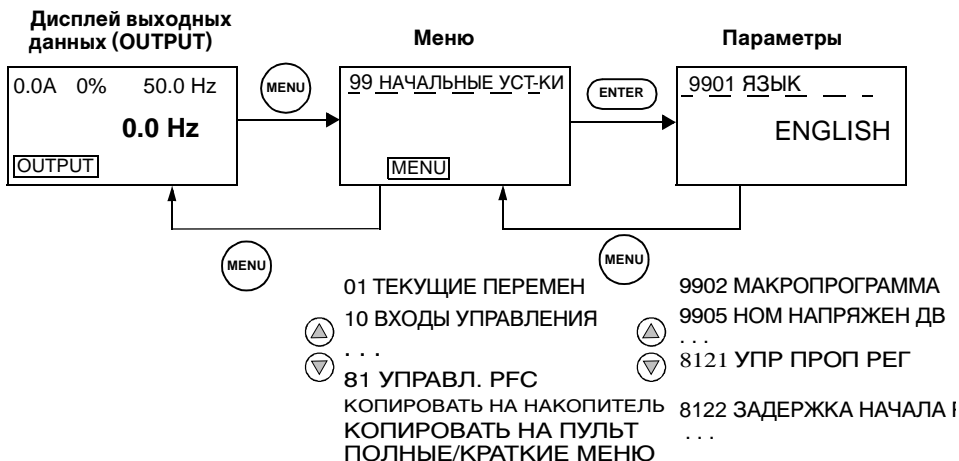 Дисплей выходных
данных (OUTPUT)
Меню
Параметры
0.0A 0% 50.0 Hz
0.0 Hz
OUTPUT
MENU
99 НАЧАЛЬНЫЕ УСТ-КИ
MENU
ENTER
9901 ЯЗЫК
ENGLISH
MENU
MENU
01 ТЕКУЩИЕ ПЕРЕМЕН
10 ВХОДЫ УПРАВЛЕНИЯ
. . .
81 УПРАВЛ. PFC
КОПИРОВАТЬ НА НАКОПИТЕЛЬ
КОПИРОВАТЬ НА ПУЛЬТ
ПОЛНЫЕ/КРАТКИЕ МЕНЮ
9902 МАКРОПРОГРАММА
9905 НОМ НАПРЯЖЕН ДВ
. . .
8121 УПР ПРОП РЕГ
8122 ЗАДЕРЖКА НАЧАЛА
. . .